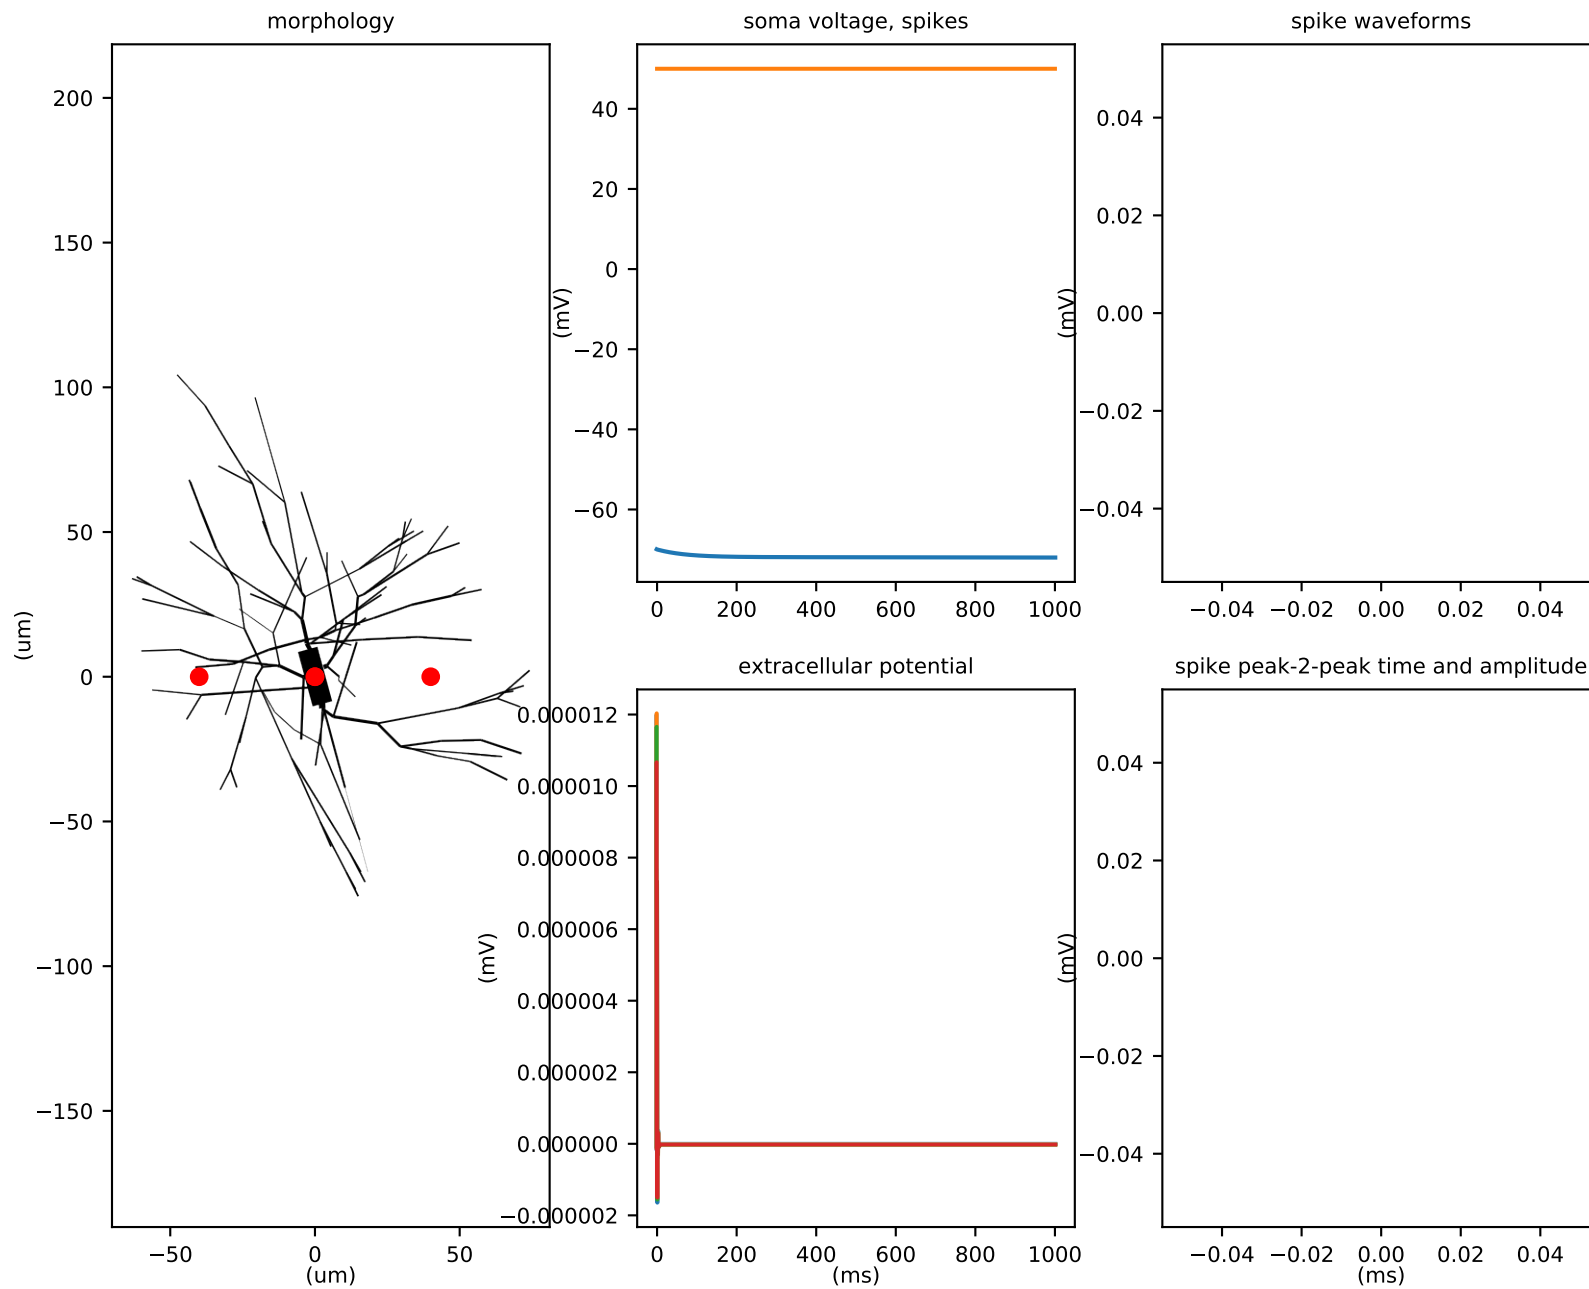 morphology
200
150
100
50
0
−50
−100
−150
(um)
−50 0 50
(um)
soma voltage, spikes
40
20
0
−20
−40
−60
(mV)
0 200 400 600 800 1000
spike waveforms
0.04
0.02
0.00
−0.02
−0.04
(mV)
−0.04 −0.02 0.00 0.02 0.04
extracellular potential
0.000012
0.000010
0.000008
0.000006
0.000004
0.000002
0.000000
−0.000002
(mV)
0 200 400 600 800 1000
(ms)
spike peak-2-peak time and amplitude
0.04
0.02
0.00
−0.02
−0.04
(mV)
−0.04 −0.02 0.00 0.02 0.04
(ms)